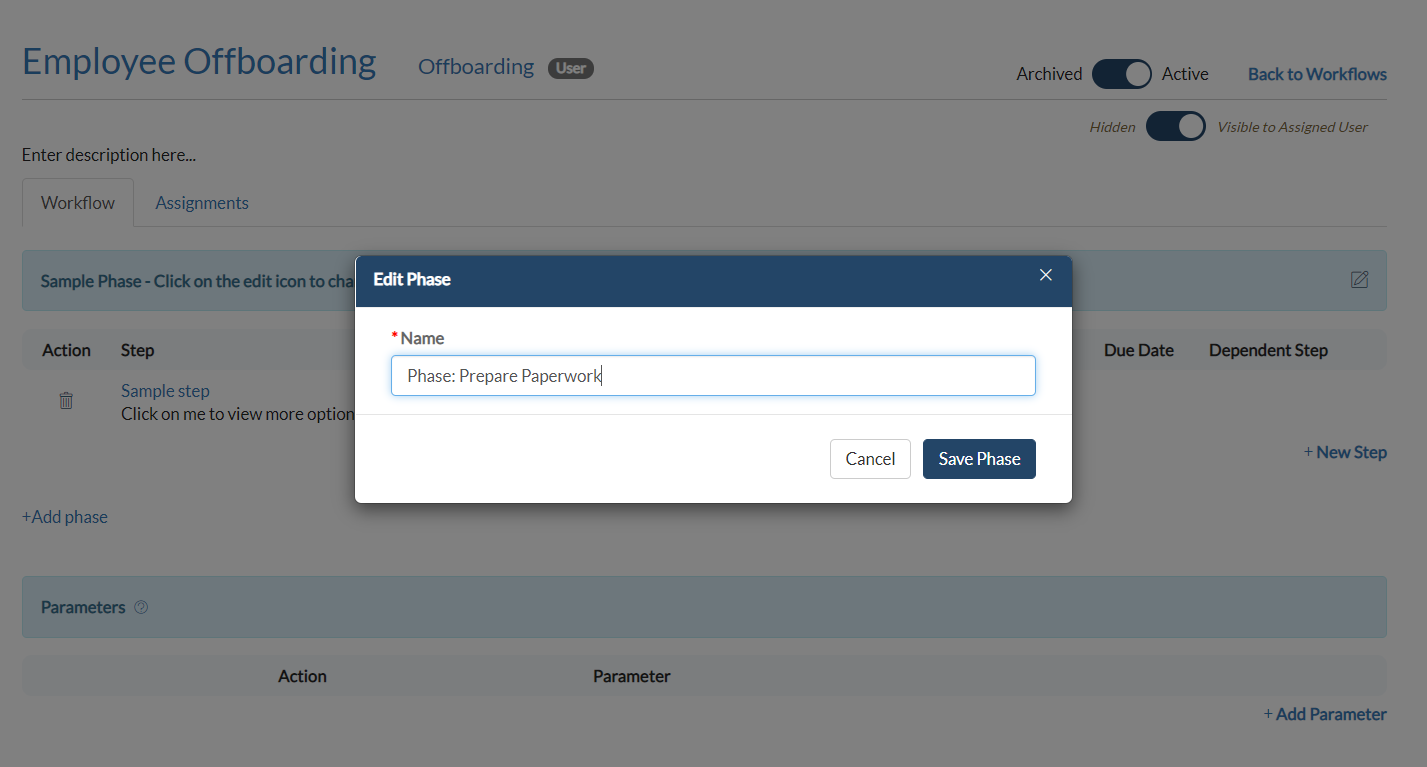 Employee Offboarding Offboarding User
Archived Active Back to Workflows
Hidden Visible to Assigned User
Enter description here...
Workflow Assignments
Sample Phase - Click on the edit icon to cha
Edit Phase
* Name
Phase: Prepare Paperwork
Cancel Save Phase
Action Step Due Date Dependent Step
Sample step
Click on me to view more option
+ New Step
+Add phase
Parameters ?
Action Parameter
+ Add Parameter